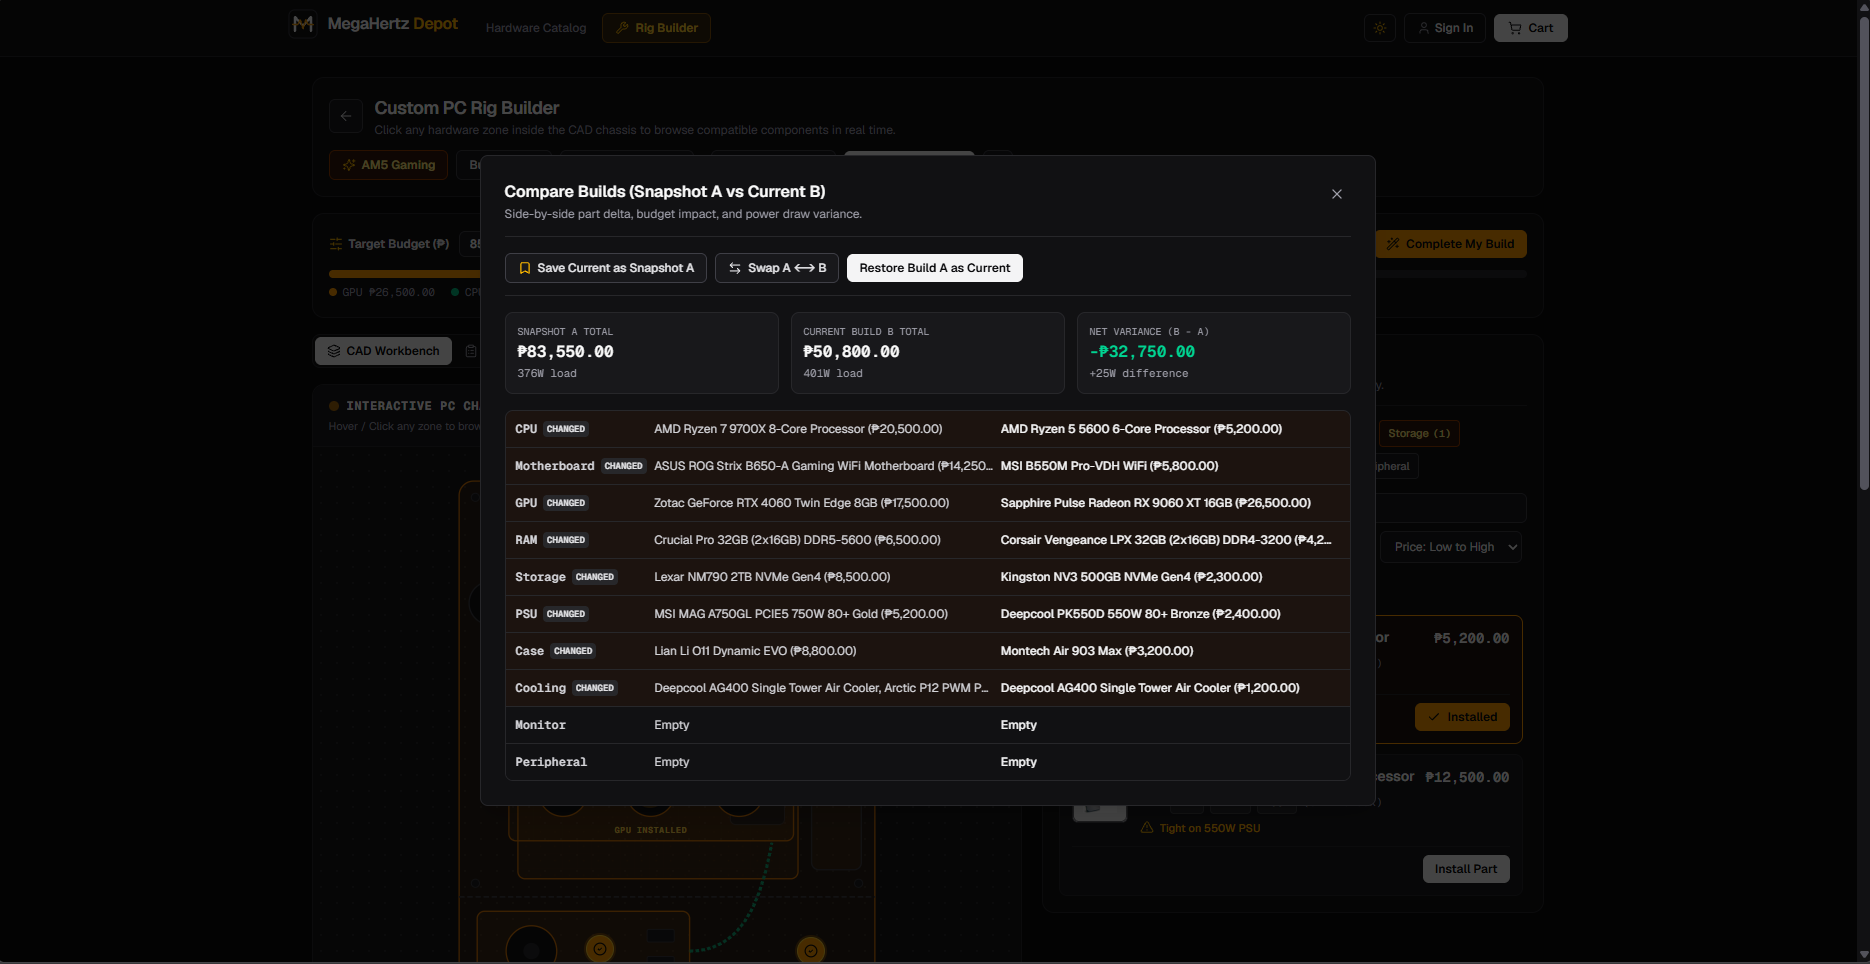 MegaHertz Depot
Hardware Catalog
Rig Builder
Sign In
Cart
Custom PC Rig Builder
Click any hardware zone inside the CAD chassis to browse compatible components in real time.
AM5 Gaming
Target Budget (₱)
Complete My Build
GPU ₱26,500.00
CAD Workbench
INTERACTIVE PC
Hover / Click any zone to
Compare Builds (Snapshot A vs Current B)
Side-by-side part delta, budget impact, and power draw variance.
Save Current as Snapshot A
Swap A <--> B
Restore Build A as Current
SNAPSHOT A TOTAL
₱83,550.00
376W load
CURRENT BUILD B TOTAL
₱50,800.00
401W load
NET VARIANCE (B - A)
-₱32,750.00
+25W difference
CPU CHANGED AMD Ryzen 7 9700X 8-Core Processor (₱20,500.00) AMD Ryzen 5 5600 6-Core Processor (₱5,200.00)
Motherboard CHANGED ASUS ROG Strix B650-A Gaming WiFi Motherboard (₱14,250... MSI B550M Pro-VDH WiFi (₱5,800.00)
GPU CHANGED Zotac GeForce RTX 4060 Twin Edge 8GB (₱17,500.00) Sapphire Pulse Radeon RX 9060 XT 16GB (₱26,500.00)
RAM CHANGED Crucial Pro 32GB (2x16GB) DDR5-5600 (₱6,500.00) Corsair Vengeance LPX 32GB (2x16GB) DDR4-3200 (₱4,2...
Storage CHANGED Lexar NM790 2TB NVMe Gen4 (₱8,500.00) Kingston NV3 500GB NVMe Gen4 (₱2,300.00)
PSU CHANGED MSI MAG A750GL PCIE5 750W 80+ Gold (₱5,200.00) Deepcool PK550D 550W 80+ Bronze (₱2,400.00)
Case CHANGED Lian Li O11 Dynamic EVO (₱8,800.00) Montech Air 903 Max (₱3,200.00)
Cooling CHANGED Deepcool AG400 Single Tower Air Cooler, Arctic P12 PWM P... Deepcool AG400 Single Tower Air Cooler (₱1,200.00)
Monitor Empty Empty
Peripheral Empty Empty
Storage (1)
Price: Low to High
₱5,200.00
Installed
₱12,500.00
Tight on 550W PSU
Install Part
GPU INSTALLED